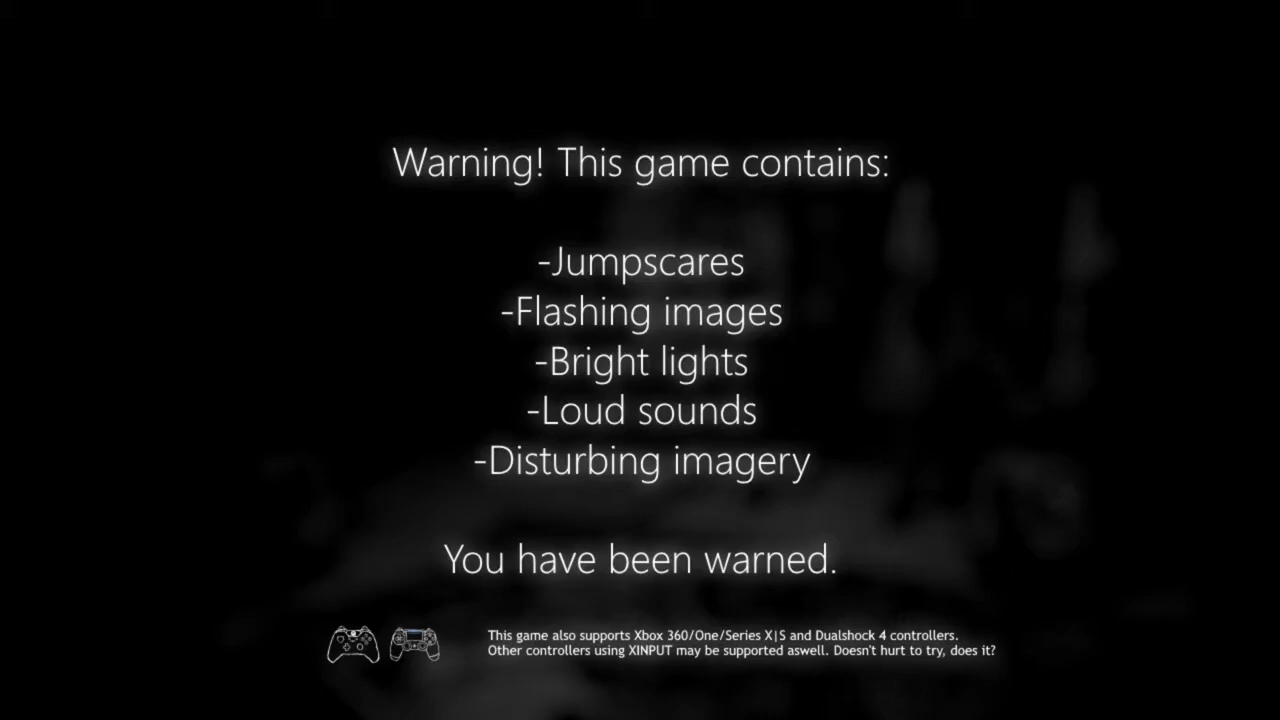 Warning! This game contains:
-Jumpscares
-Flashing images
-Bright lights
-Loud sounds
-Disturbing imagery
You have been warned.
This game also supports Xbox 360/One/Series X|S and Dualshock 4 controllers.
Other controllers using XINPUT may be supported aswell. Doesn't hurt to try, does it?